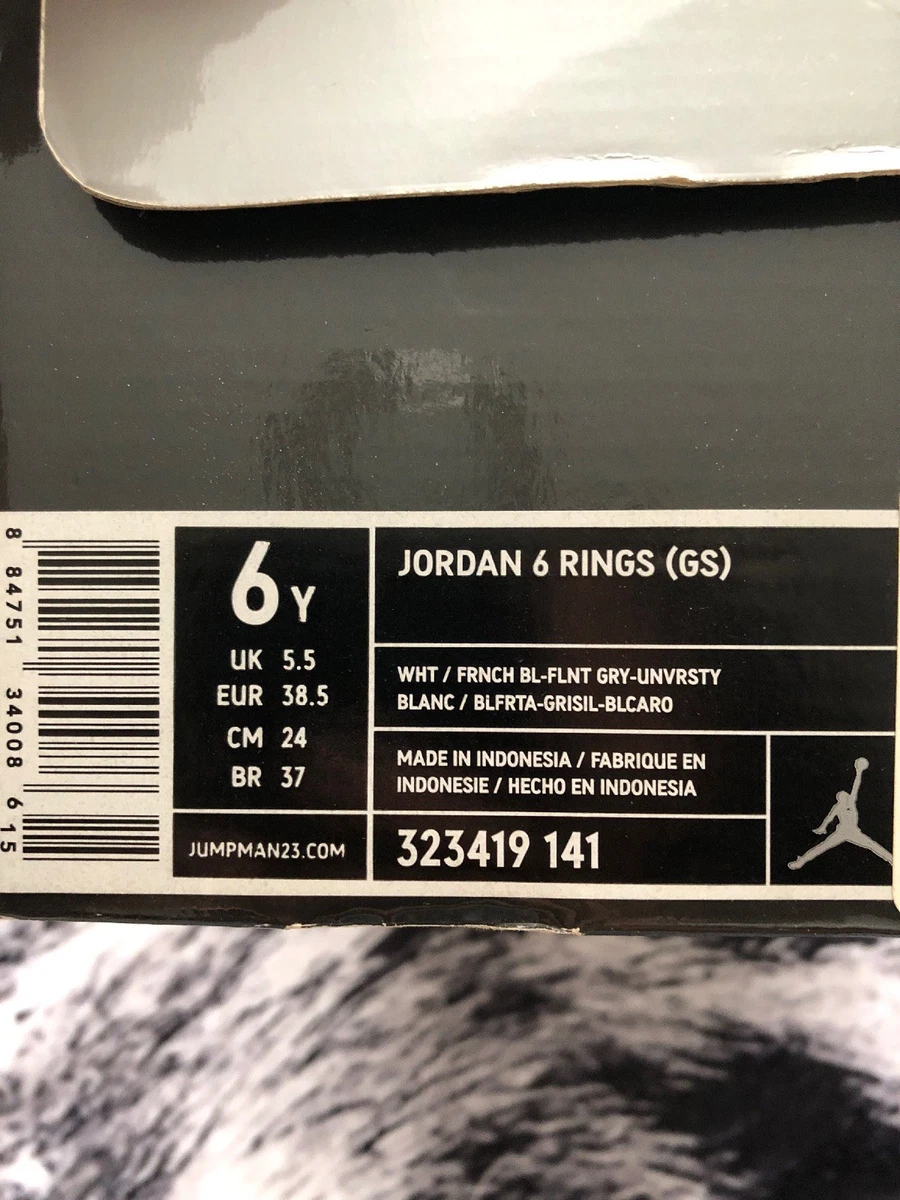 8 84751 34008 6 15
6Y
UK 5.5
EUR 38.5
CM 24
BR 37
JUMPMAN23.COM
JORDAN 6 RINGS (GS)
WHT / FRNCH BL-FLNT GRY-UNVRSTY
BLANC / BLFRTA-GRISIL-BLCARO
MADE IN INDONESIA / FABRIQUE EN
INDONESIE / HECHO EN INDONESIA
323419 141